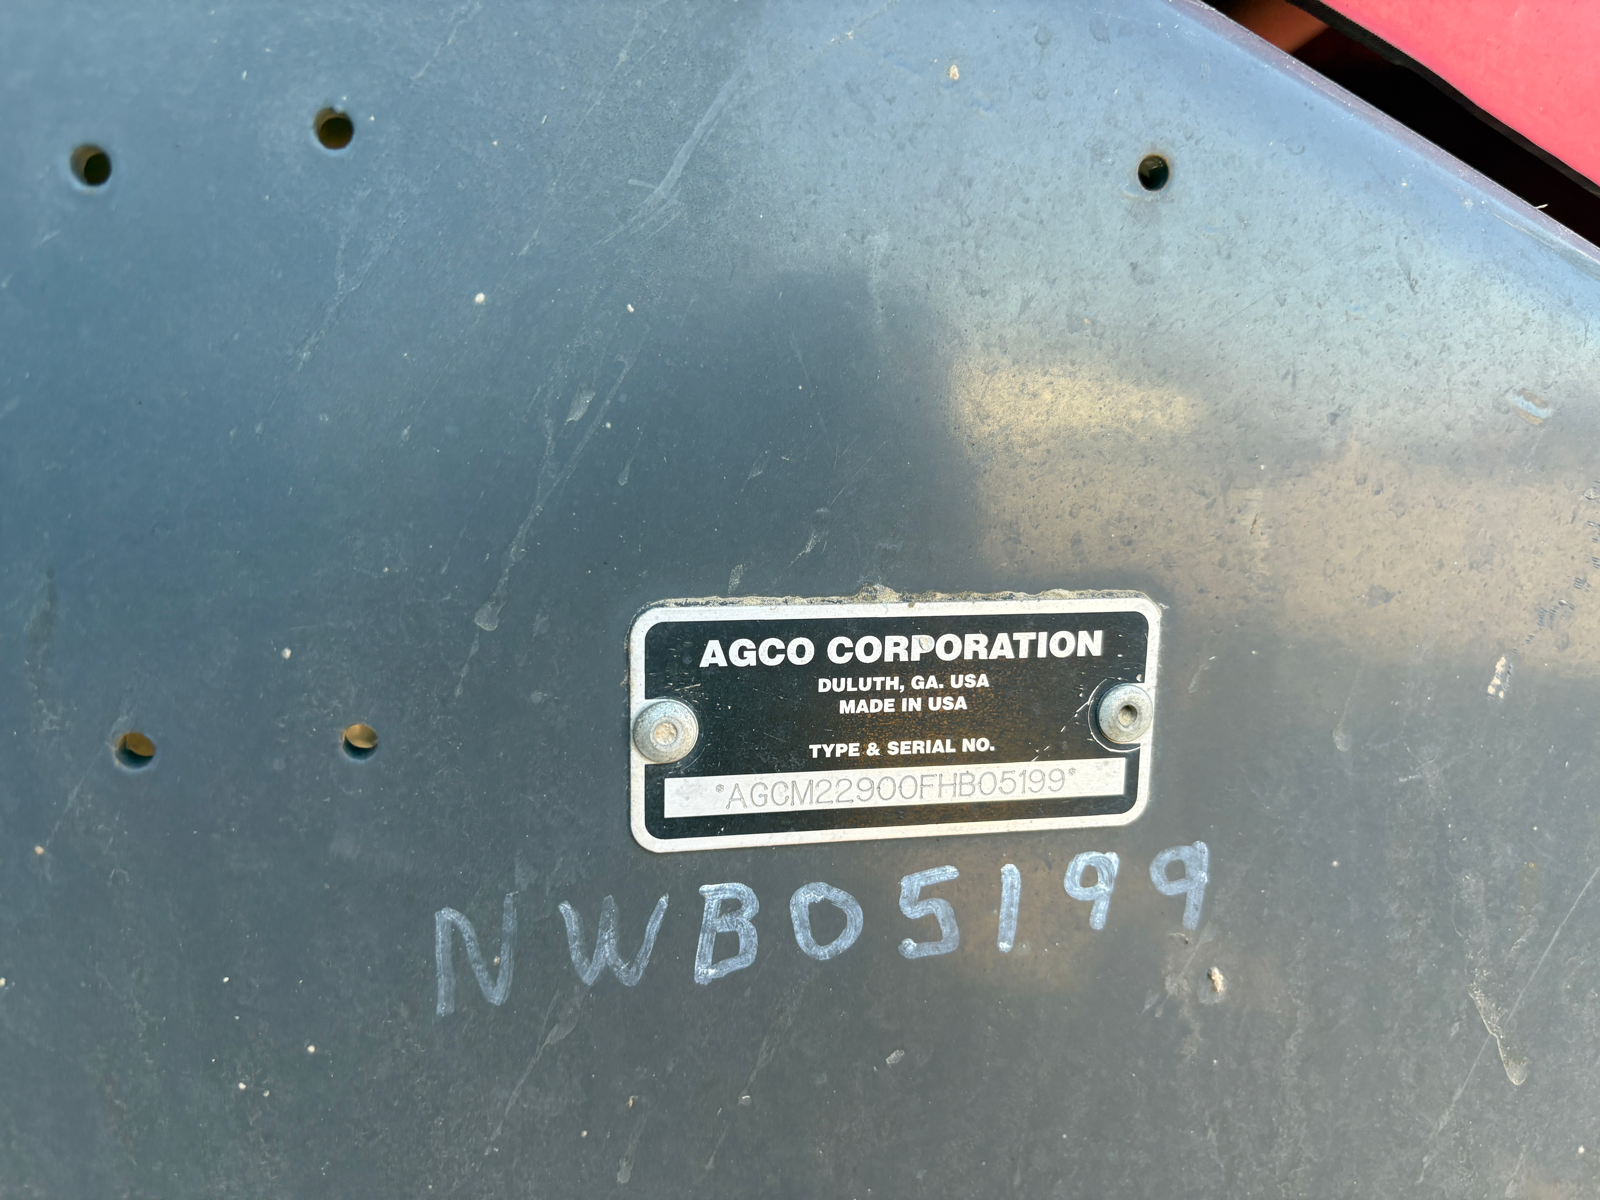 AGCO CORPORATION
DULUTH, GA. USA
MADE IN USA
TYPE & SERIAL NO.
*AGCM22900FHB05199*
NWB05199